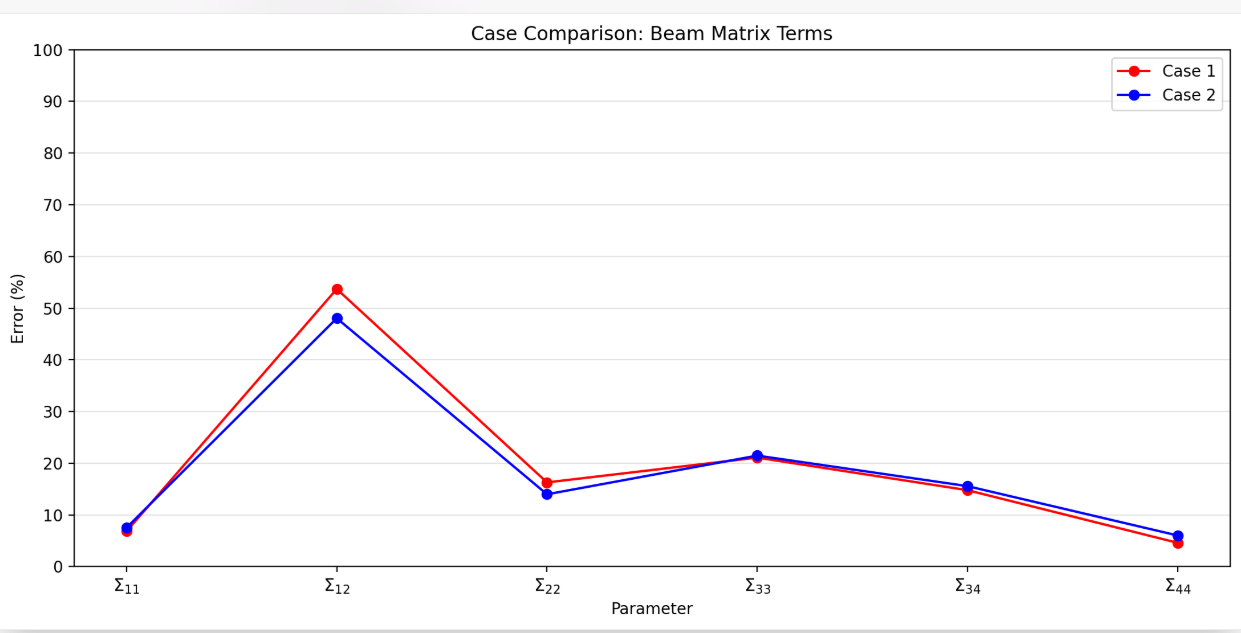 Case Comparison: Beam Matrix Terms
100
90
80
70
60
50
40
30
20
10
0
Error (%)
Case 1
Case 2
Σ₁₁ Σ₁₂ Σ₂₂ Σ₃₃ Σ₃₄ Σ₄₄
Parameter